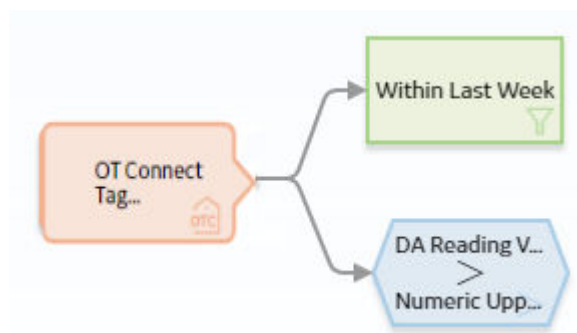 OT Connect
Tag...
OTC
Within Last Week
DA Reading V...
>
Numeric Upp...